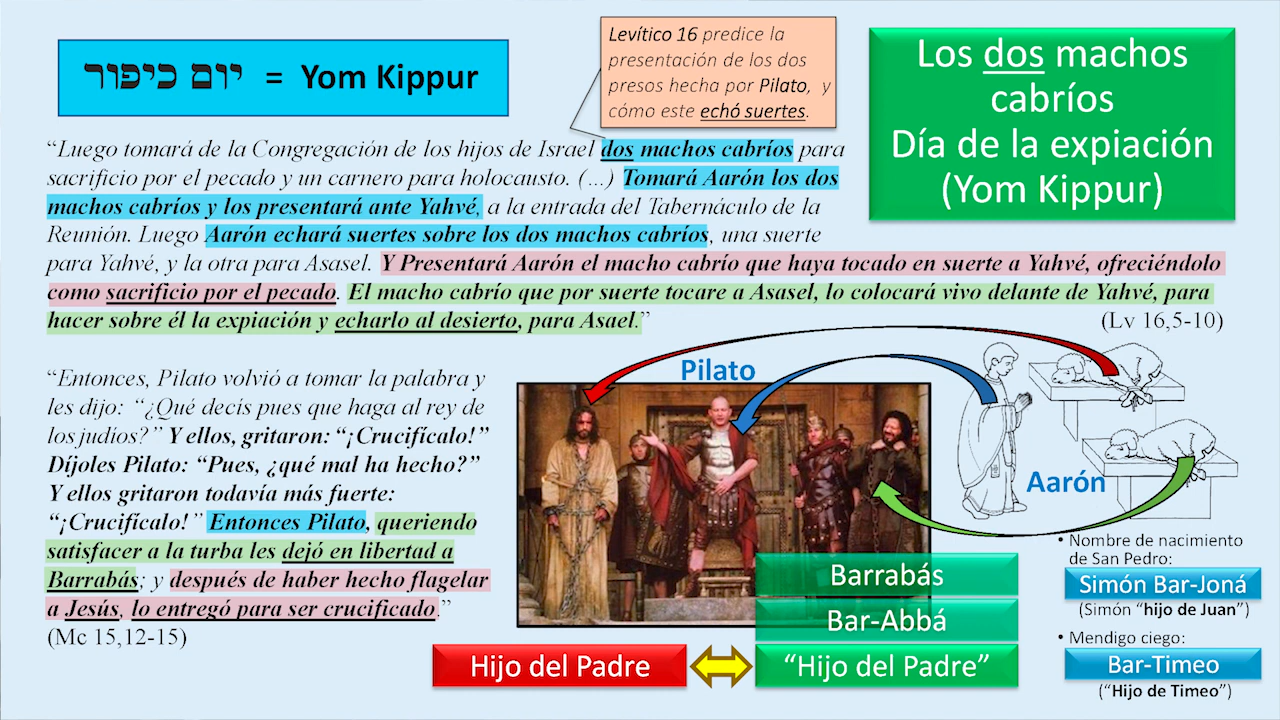 יום כיפור = Yom Kippur
Levítico 16 predice la
presentación de los dos
presos hecha por Pilato, y
cómo este echó suertes.
Los dos machos
cabríos
Día de la expiación
(Yom Kippur)
“Luego tomará de la Congregación de los hijos de Israel dos machos cabríos para
sacrificio por el pecado y un carnero para holocausto. (…) Tomará Aarón los dos
machos cabríos y los presentará ante Yahvé, a la entrada del Tabernáculo de la
Reunión. Luego Aarón echará suertes sobre los dos machos cabríos, una suerte
para Yahvé, y la otra para Asasel. Y Presentará Aarón el macho cabrío que haya tocado en suerte a Yahvé, ofreciéndolo
como sacrificio por el pecado. El macho cabrío que por suerte tocare a Asasel, lo colocará vivo delante de Yahvé, para
hacer sobre él la expiación y echarlo al desierto, para Asael.”
(Lv 16,5-10)
“Entonces, Pilato volvió a tomar la palabra y
les dijo: “¿Qué decís pues que haga al rey de
los judíos?” Y ellos, gritaron: “¡Crucifícalo!”
Díjoles Pilato: “Pues, ¿qué mal ha hecho?”
Y ellos gritaron todavía más fuerte:
“¡Crucifícalo!” Entonces Pilato, queriendo
satisfacer a la turba les dejó en libertad a
Barrabás; y después de haber hecho flagelar
a Jesús, lo entregó para ser crucificado.”
(Mc 15,12-15)
Pilato
Aarón
Barrabás
Bar-Abbá
Hijo del Padre
“Hijo del Padre”
• Nombre de nacimiento
de San Pedro:
Simón Bar-Joná
(Simón “hijo de Juan”)
• Mendigo ciego:
Bar-Timeo
(“Hijo de Timeo”)